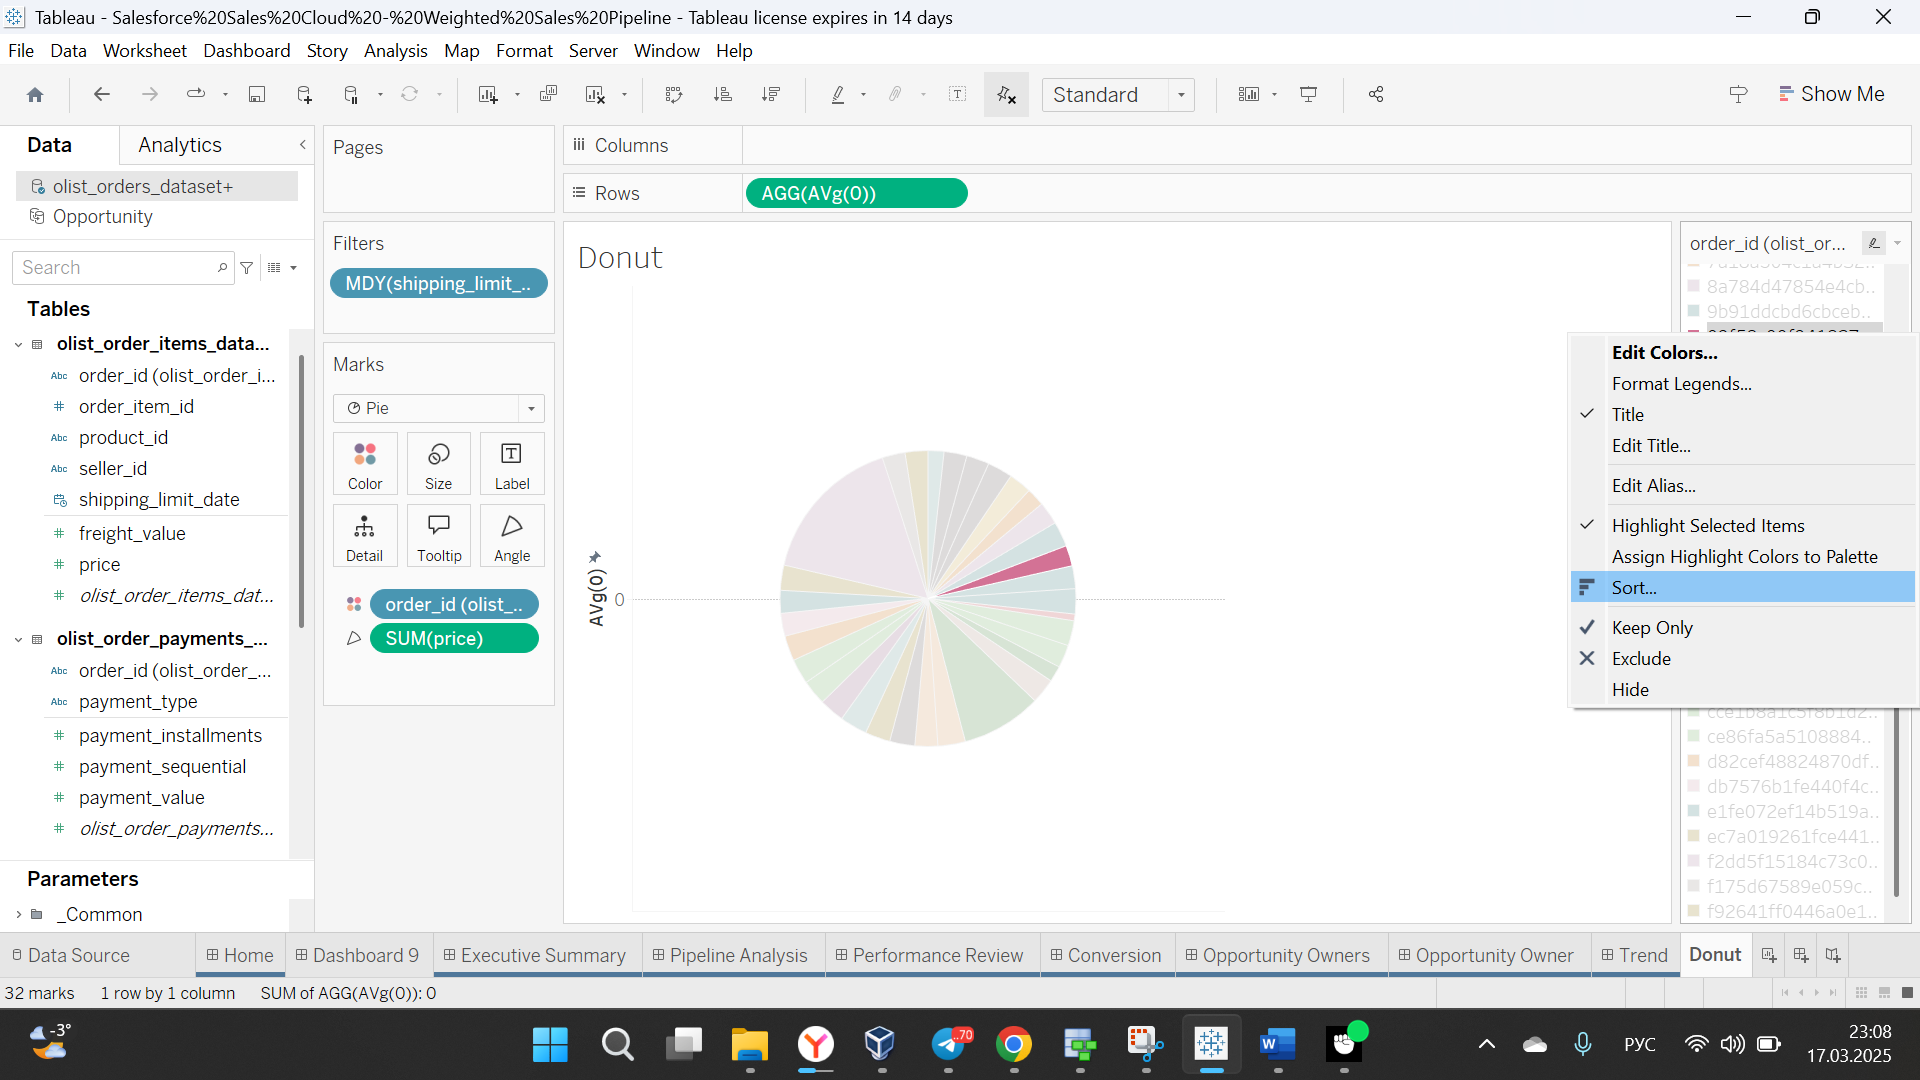 Tableau - Salesforce%20Sales%20Cloud%20-%20Weighted%20Sales%20Pipeline - Tableau license expires in 14 days
File Data Worksheet Dashboard Story Analysis Map Format Server Window Help
Standard
Show Me
Data
Analytics
olist_orders_dataset+
Opportunity
Search
Tables
olist_order_items_data...
Abc order_id (olist_order_i...
# order_item_id
Abc product_id
Abc seller_id
shipping_limit_date
# freight_value
# price
# olist_order_items_dat...
olist_order_payments_...
Abc order_id (olist_order_...
Abc payment_type
# payment_installments
# payment_sequential
# payment_value
# olist_order_payments...
Parameters
_Common
Pages
Filters
MDY(shipping_limit_..
Marks
Pie
Color
Size
Label
Detail
Tooltip
Angle
order_id (olist_..
SUM(price)
Columns
Rows
AGG(AVg(0))
Donut
AVg(0)
0
order_id (olist_or...
8a784d47854e4cb..
9b91ddcbd6cbceb..
Edit Colors...
Format Legends...
Title
Edit Title...
Edit Alias...
Highlight Selected Items
Assign Highlight Colors to Palette
Sort...
Keep Only
Exclude
Hide
cce1b8a1c5f8b1d2..
ce86fa5a5108884..
d82cef48824870df..
db7576b1fe440f4c..
e1fe072ef14b519a..
ec7a019261fce441..
f2dd5f15184c73c0..
f175d67589e059c..
f92641ff0446a0e1..
Data Source
Home
Dashboard 9
Executive Summary
Pipeline Analysis
Performance Review
Conversion
Opportunity Owners
Opportunity Owner
Trend
Donut
32 marks
1 row by 1 column
SUM of AGG(AVg(0)): 0
-3°
..70
РУС
23:08
17.03.2025